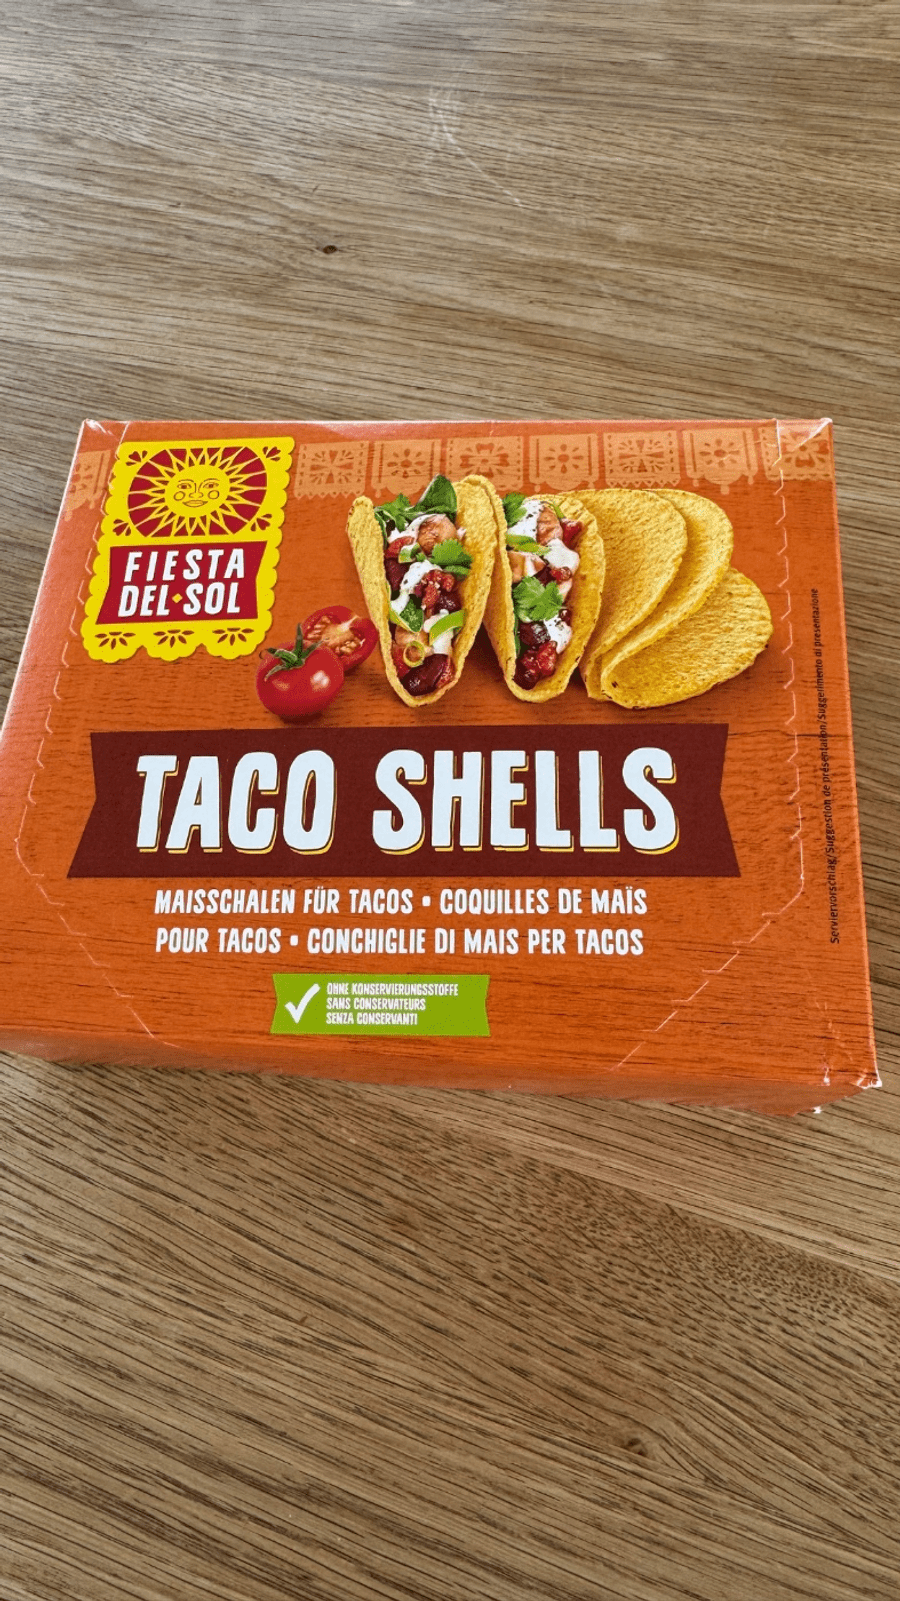 FIESTA
DEL·SOL
TACO SHELLS
MAISSCHALEN FÜR TACOS • COQUILLES DE MAÏS
POUR TACOS • CONCHIGLIE DI MAIS PER TACOS
OHNE KONSERVIERUNGSSTOFFE
SANS CONSERVATEURS
SENZA CONSERVANTI
Serviervorschlag/Suggestion de présentation/Suggerimento di presentazione